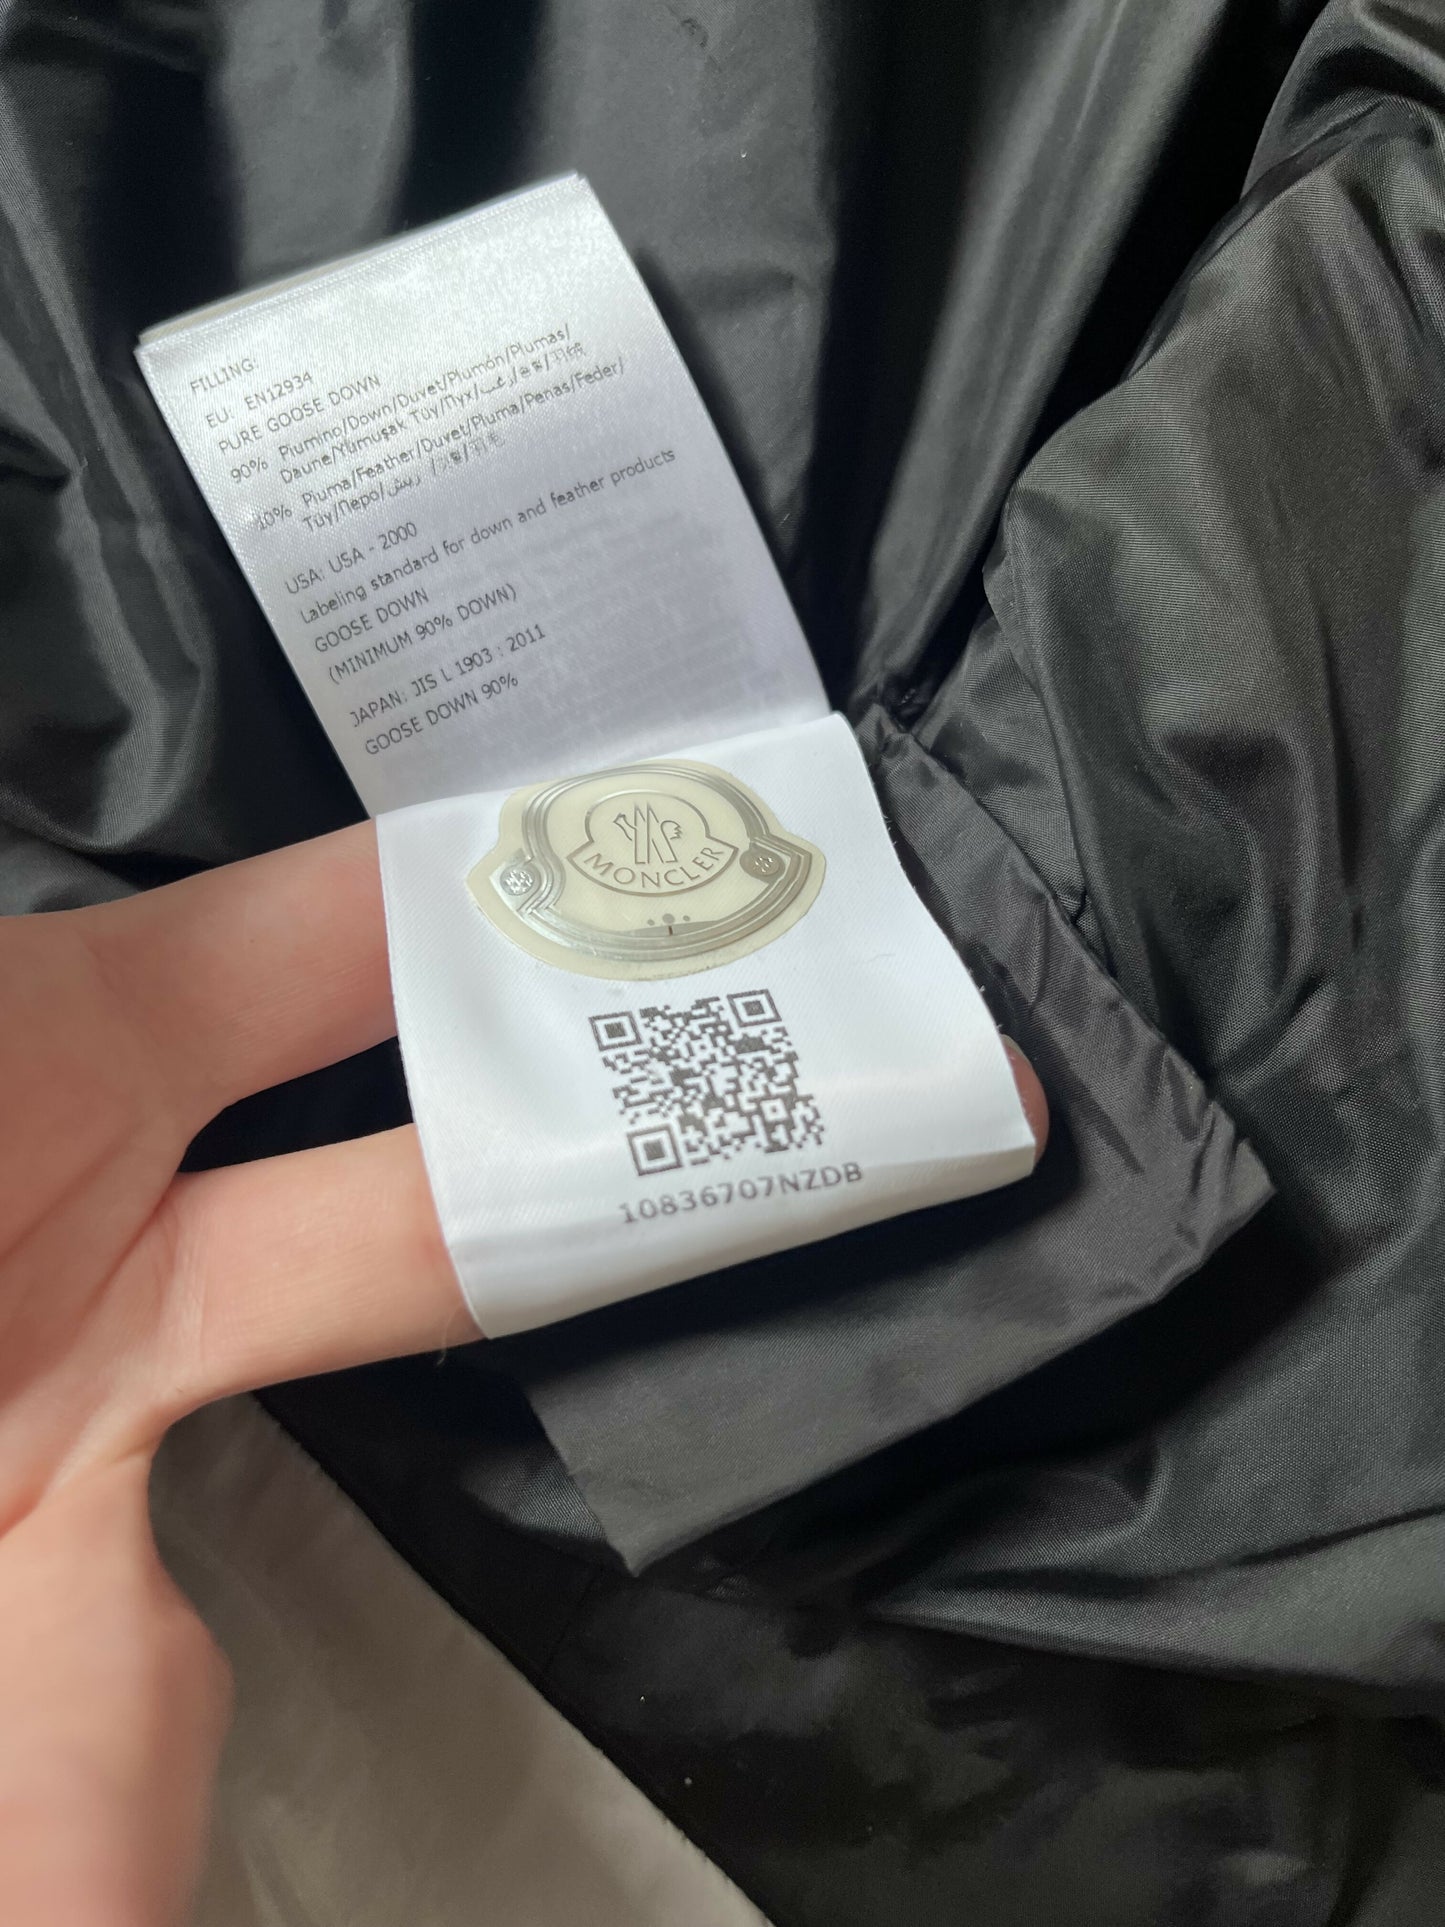 FILLING:
EU: EN12934
PURE GOOSE DOWN
90% Piumino/Down/Duvet/Plumón/Plumas/
Daune/Yumuşak Tüy/Пух/
10% Piuma/Feather/Duvet/Pluma/Penas/Feder/
Tüy/Перо/ريش/
USA: USA - 2000
Labeling standard for down and feather products
GOOSE DOWN
(MINIMUM 90% DOWN)
JAPAN: JIS L 1903 : 2011
GOOSE DOWN 90%
MONCLER
10836707NZDB